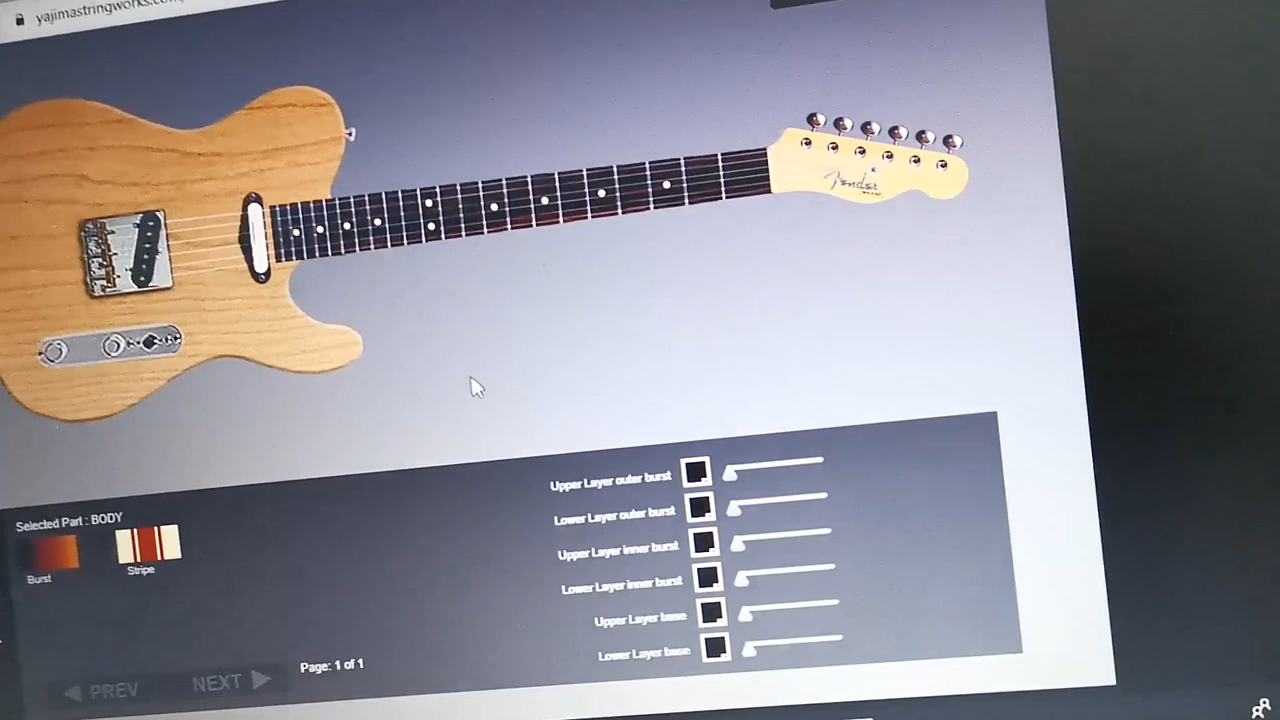 yajimastringworks.com
Fender
Selected Part : BODY
Burst
Stripe
Upper Layer outer burst
Lower Layer outer burst
Upper Layer inner burst
Lower Layer inner burst
Upper Layer base
Lower Layer base
PREV
NEXT
Page: 1 of 1